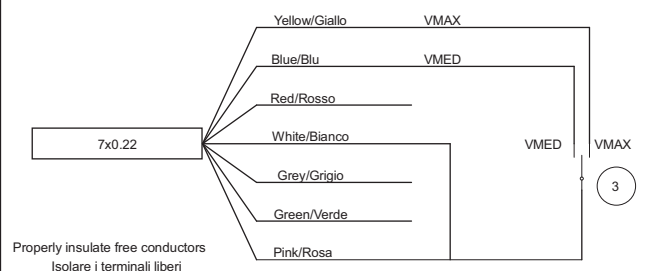 Yellow/Giallo VMAX
Blue/Blu VMED
Red/Rosso
White/Bianco
7x0.22
VMED VMAX
Grey/Grigio
3
Green/Verde
Pink/Rosa
Properly insulate free conductors
Isolare i terminali liberi